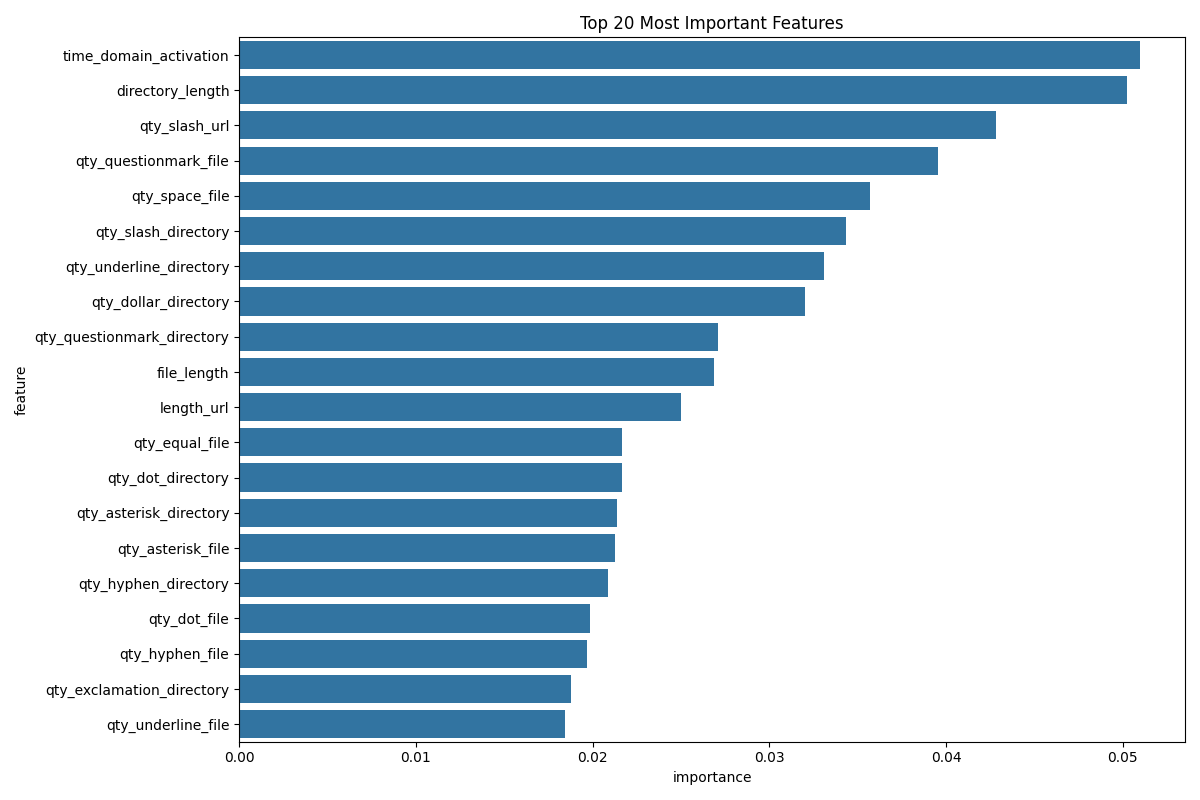 Top 20 Most Important Features
time_domain_activation
directory_length
qty_slash_url
qty_questionmark_file
qty_space_file
qty_slash_directory
qty_underline_directory
qty_dollar_directory
qty_questionmark_directory
file_length
length_url
qty_equal_file
qty_dot_directory
qty_asterisk_directory
qty_asterisk_file
qty_hyphen_directory
qty_dot_file
qty_hyphen_file
qty_exclamation_directory
qty_underline_file
feature
0.00 0.01 0.02 0.03 0.04 0.05
importance